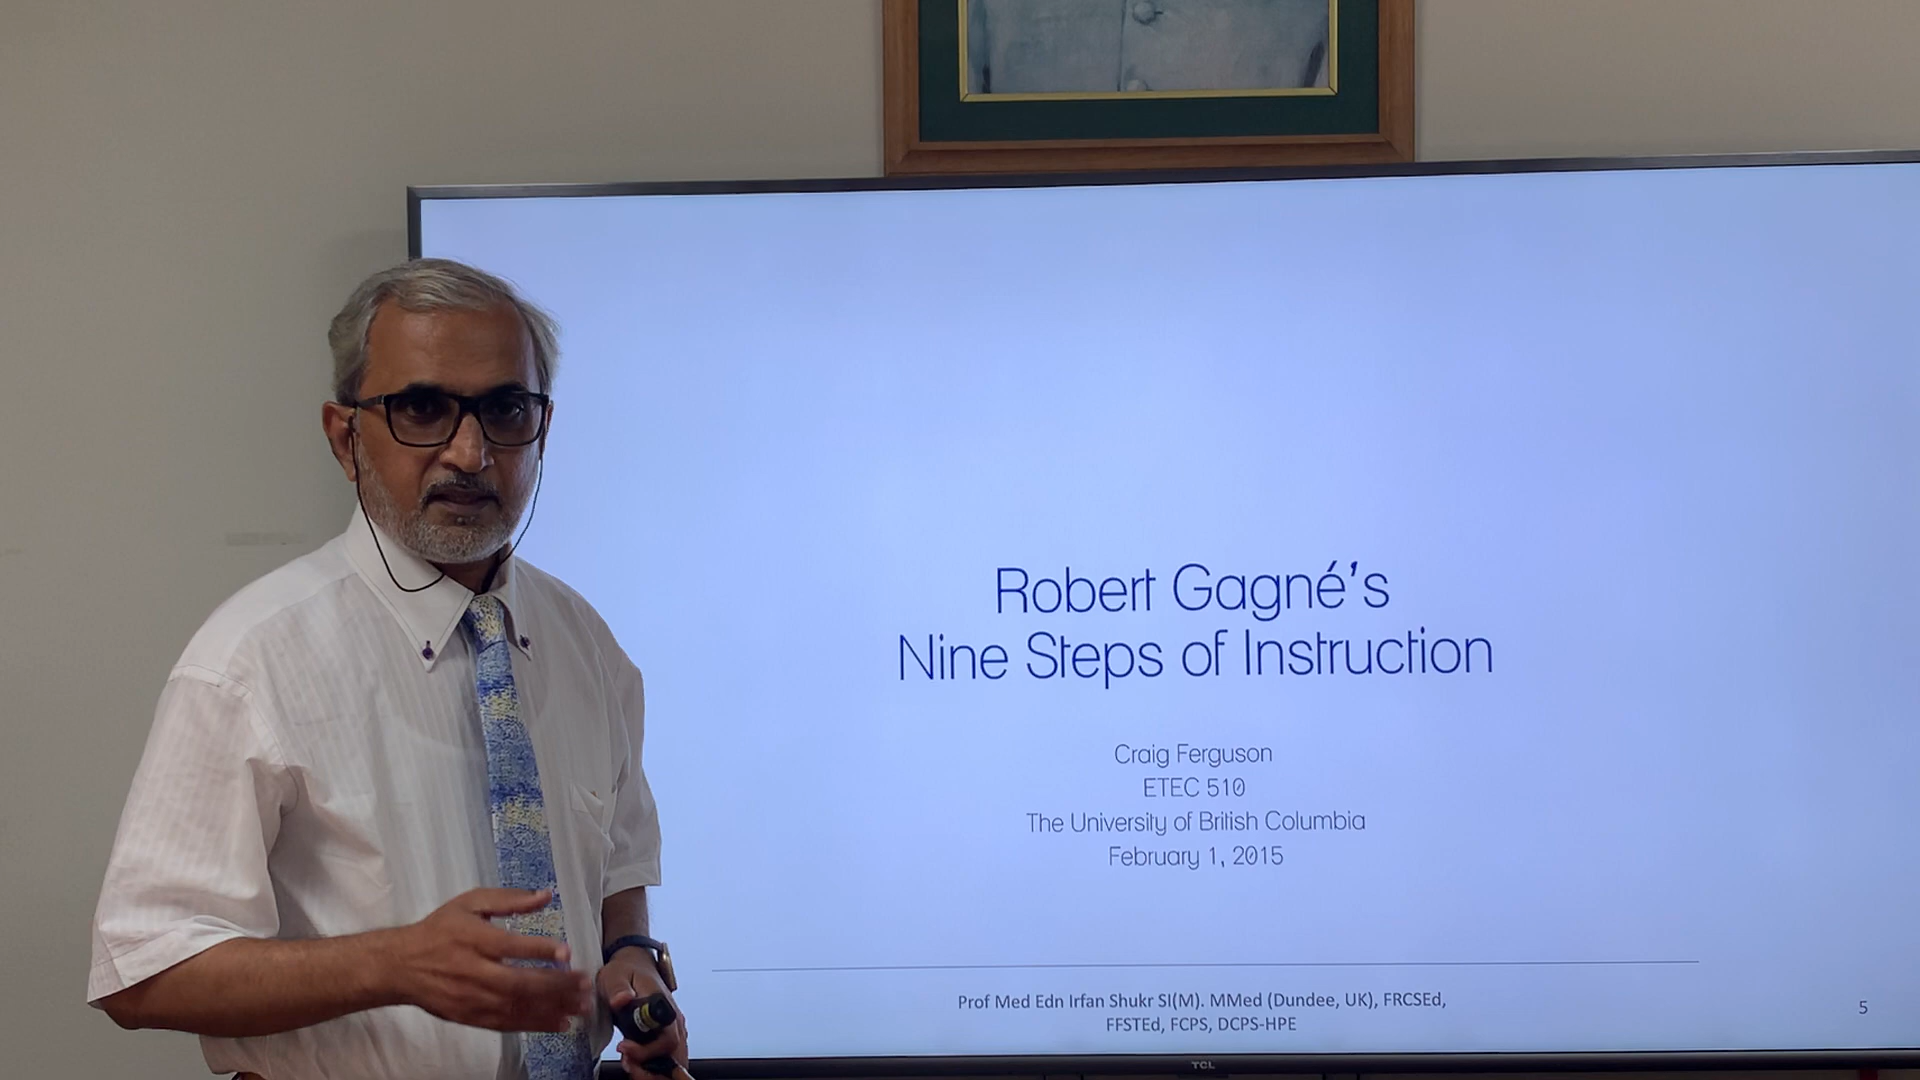 Robert Gagné's
Nine Steps of Instruction
Craig Ferguson
ETEC 510
The University of British Columbia
February 1, 2015
Prof Med Edn Irfan Shukr SI(M). MMed (Dundee, UK), FRCSEd,
FFSTEd, FCPS, DCPS-HPE
5
TCL